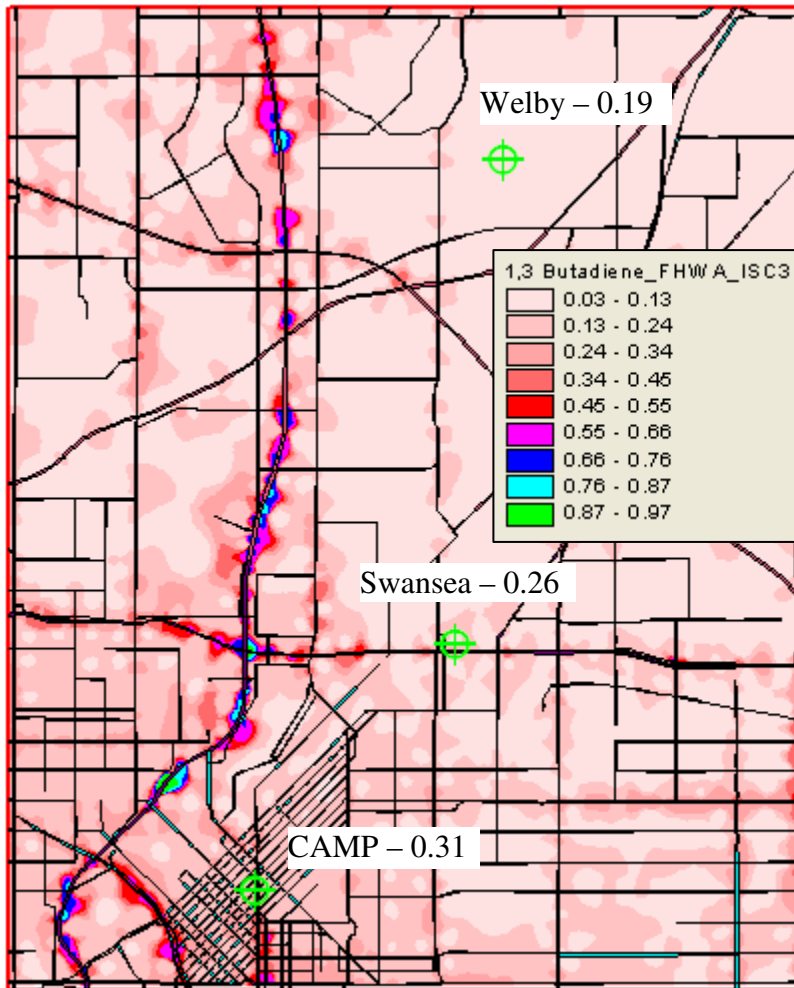 Welby – 0.19
1,3 Butadiene_FHWA_ISC3
0.03 - 0.13
0.13 - 0.24
0.24 - 0.34
0.34 - 0.45
0.45 - 0.55
0.55 - 0.66
0.66 - 0.76
0.76 - 0.87
0.87 - 0.97
Swansea – 0.26
CAMP – 0.31